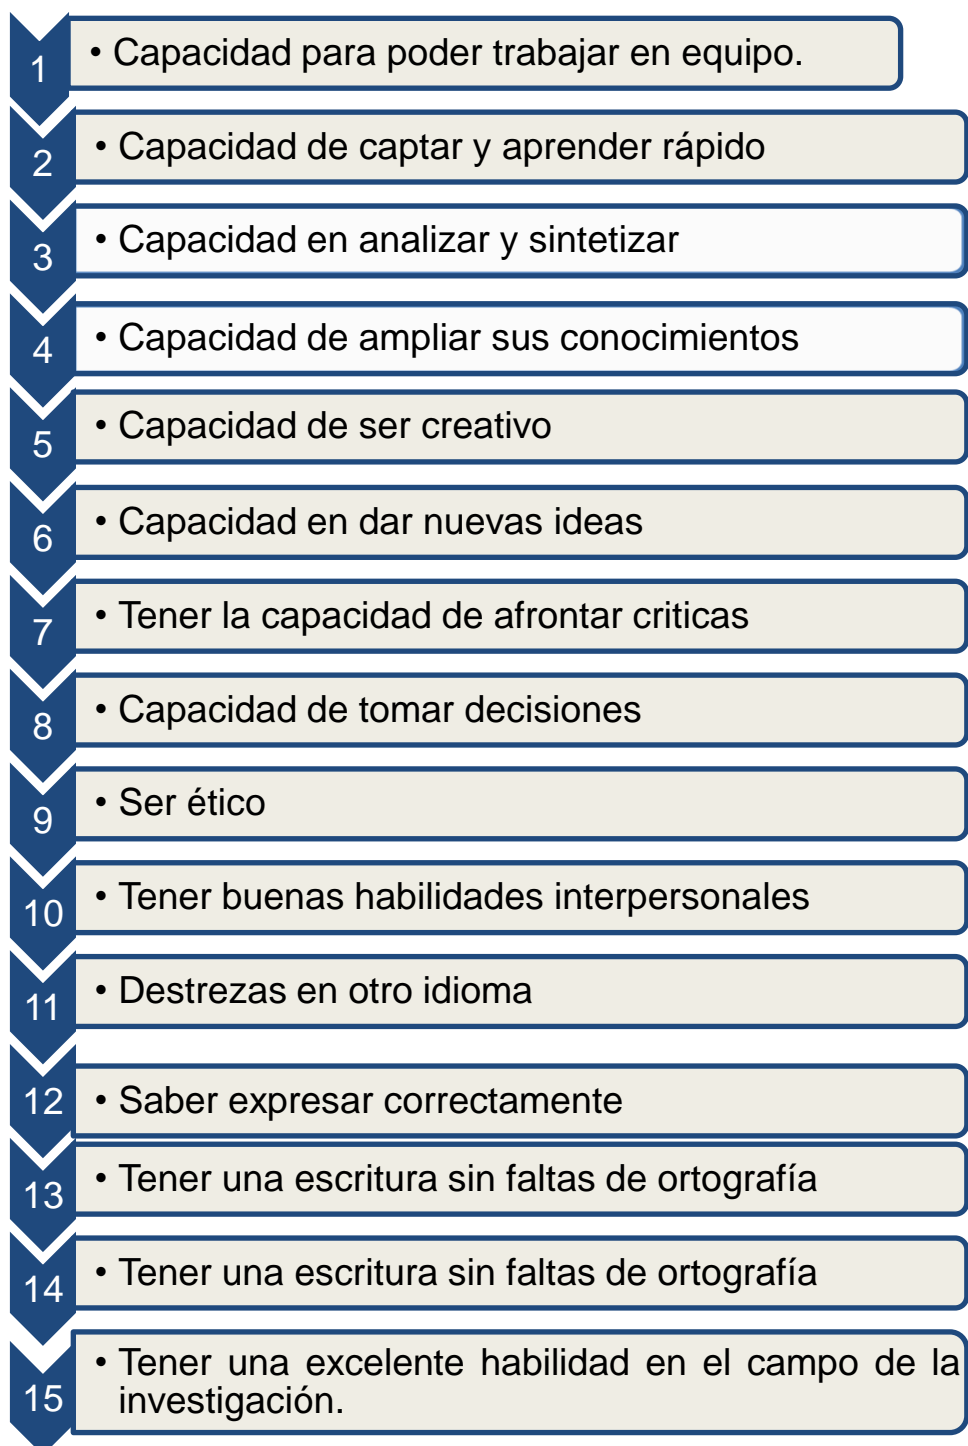 1 • Capacidad para poder trabajar en equipo.
2 • Capacidad de captar y aprender rápido
3 • Capacidad en analizar y sintetizar
4 • Capacidad de ampliar sus conocimientos
5 • Capacidad de ser creativo
6 • Capacidad en dar nuevas ideas
7 • Tener la capacidad de afrontar criticas
8 • Capacidad de tomar decisiones
9 • Ser ético
10 • Tener buenas habilidades interpersonales
11 • Destrezas en otro idioma
12 • Saber expresar correctamente
13 • Tener una escritura sin faltas de ortografía
14 • Tener una escritura sin faltas de ortografía
15 • Tener una excelente habilidad en el campo de la
investigación.